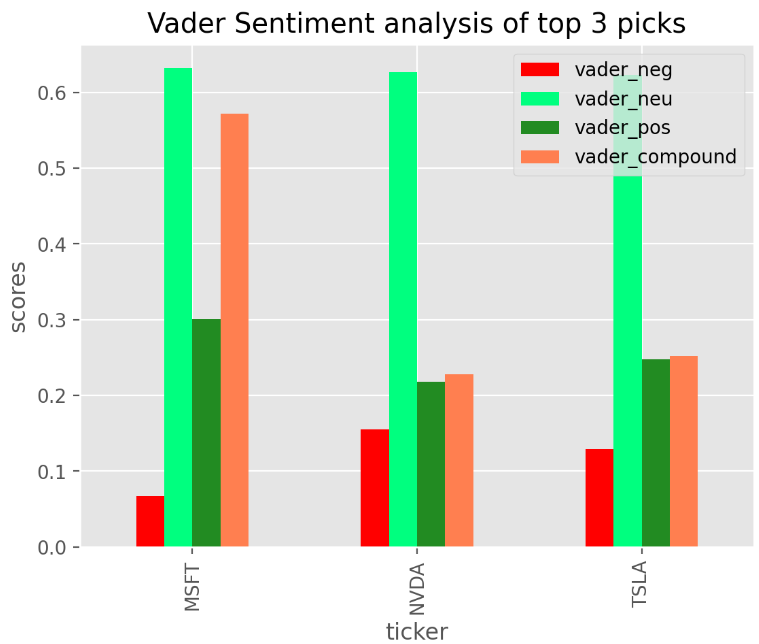 Vader Sentiment analysis of top 3 picks
vader_neg
vader_neu
vader_pos
vader_compound
scores
0.6
0.5
0.4
0.3
0.2
0.1
0.0
MSFT
NVDA
TSLA
ticker